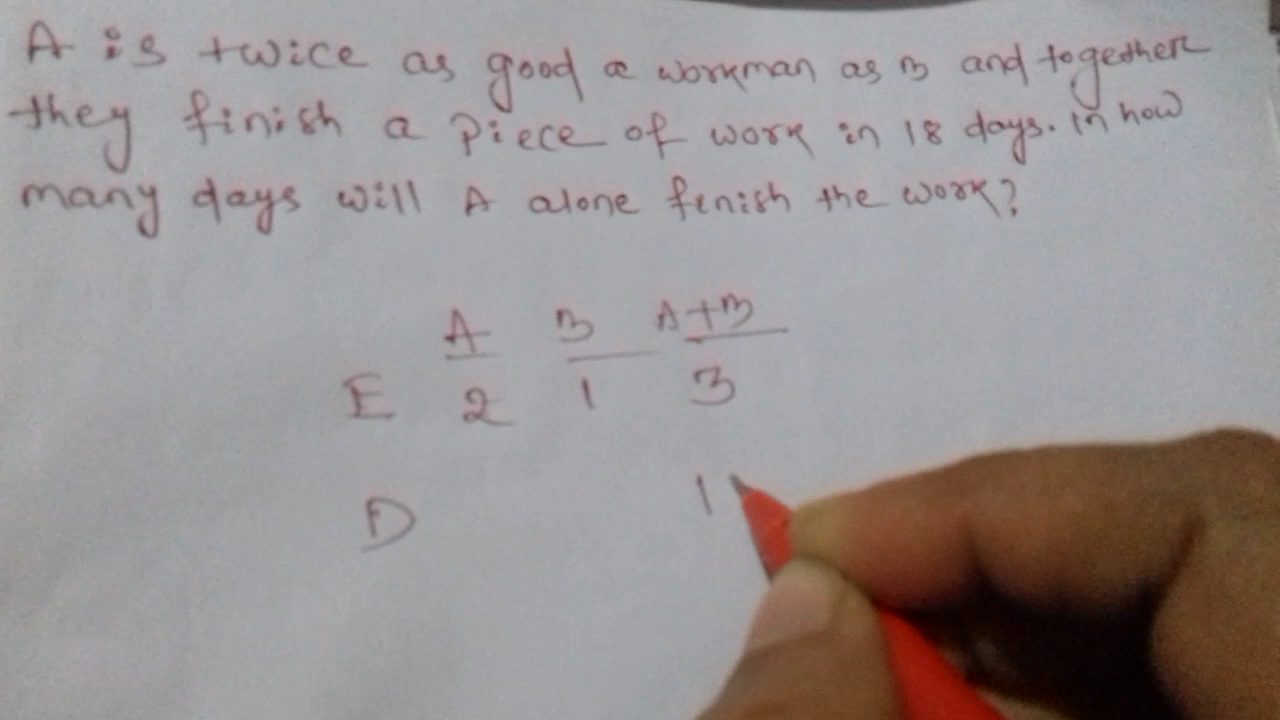 A is twice as good a workman as B and together
they finish a piece of work in 18 days. In how
many days will A alone finish the work?
A B A+B
E 2 1 3
D 1